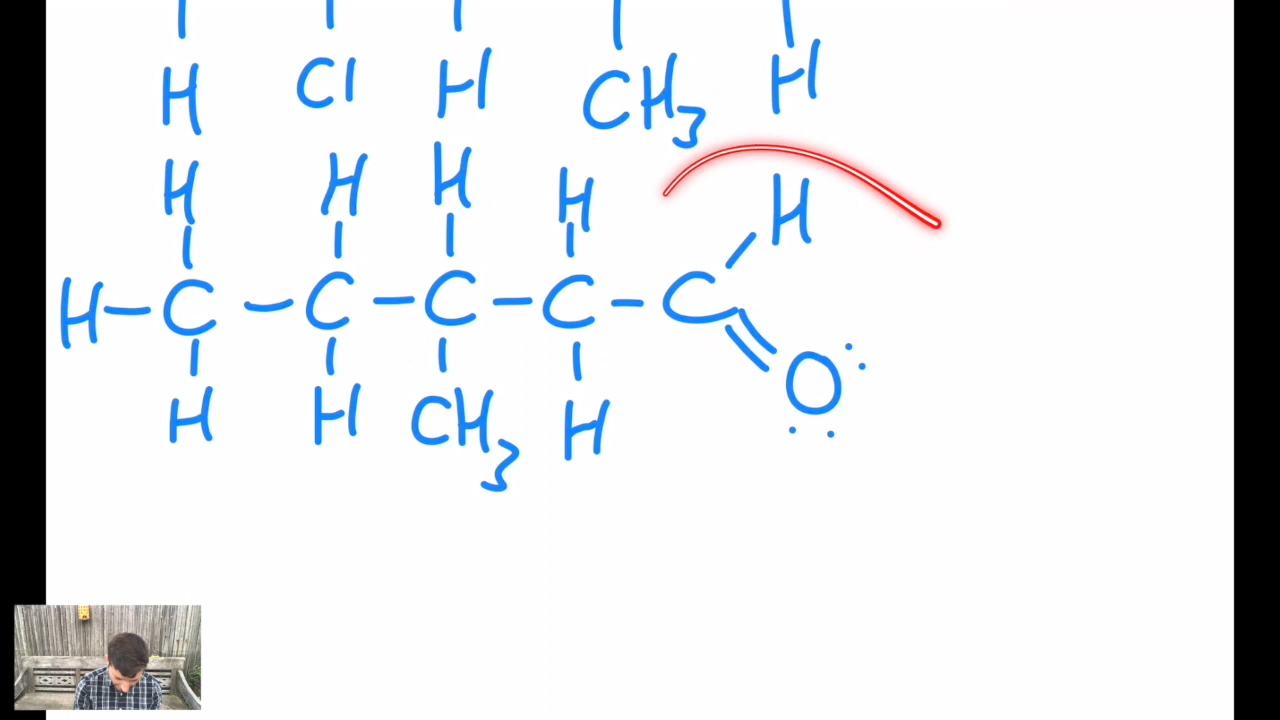 H Cl H CH3 H
H H H H H
H-C-C-C-C-C
O
H H CH3 H